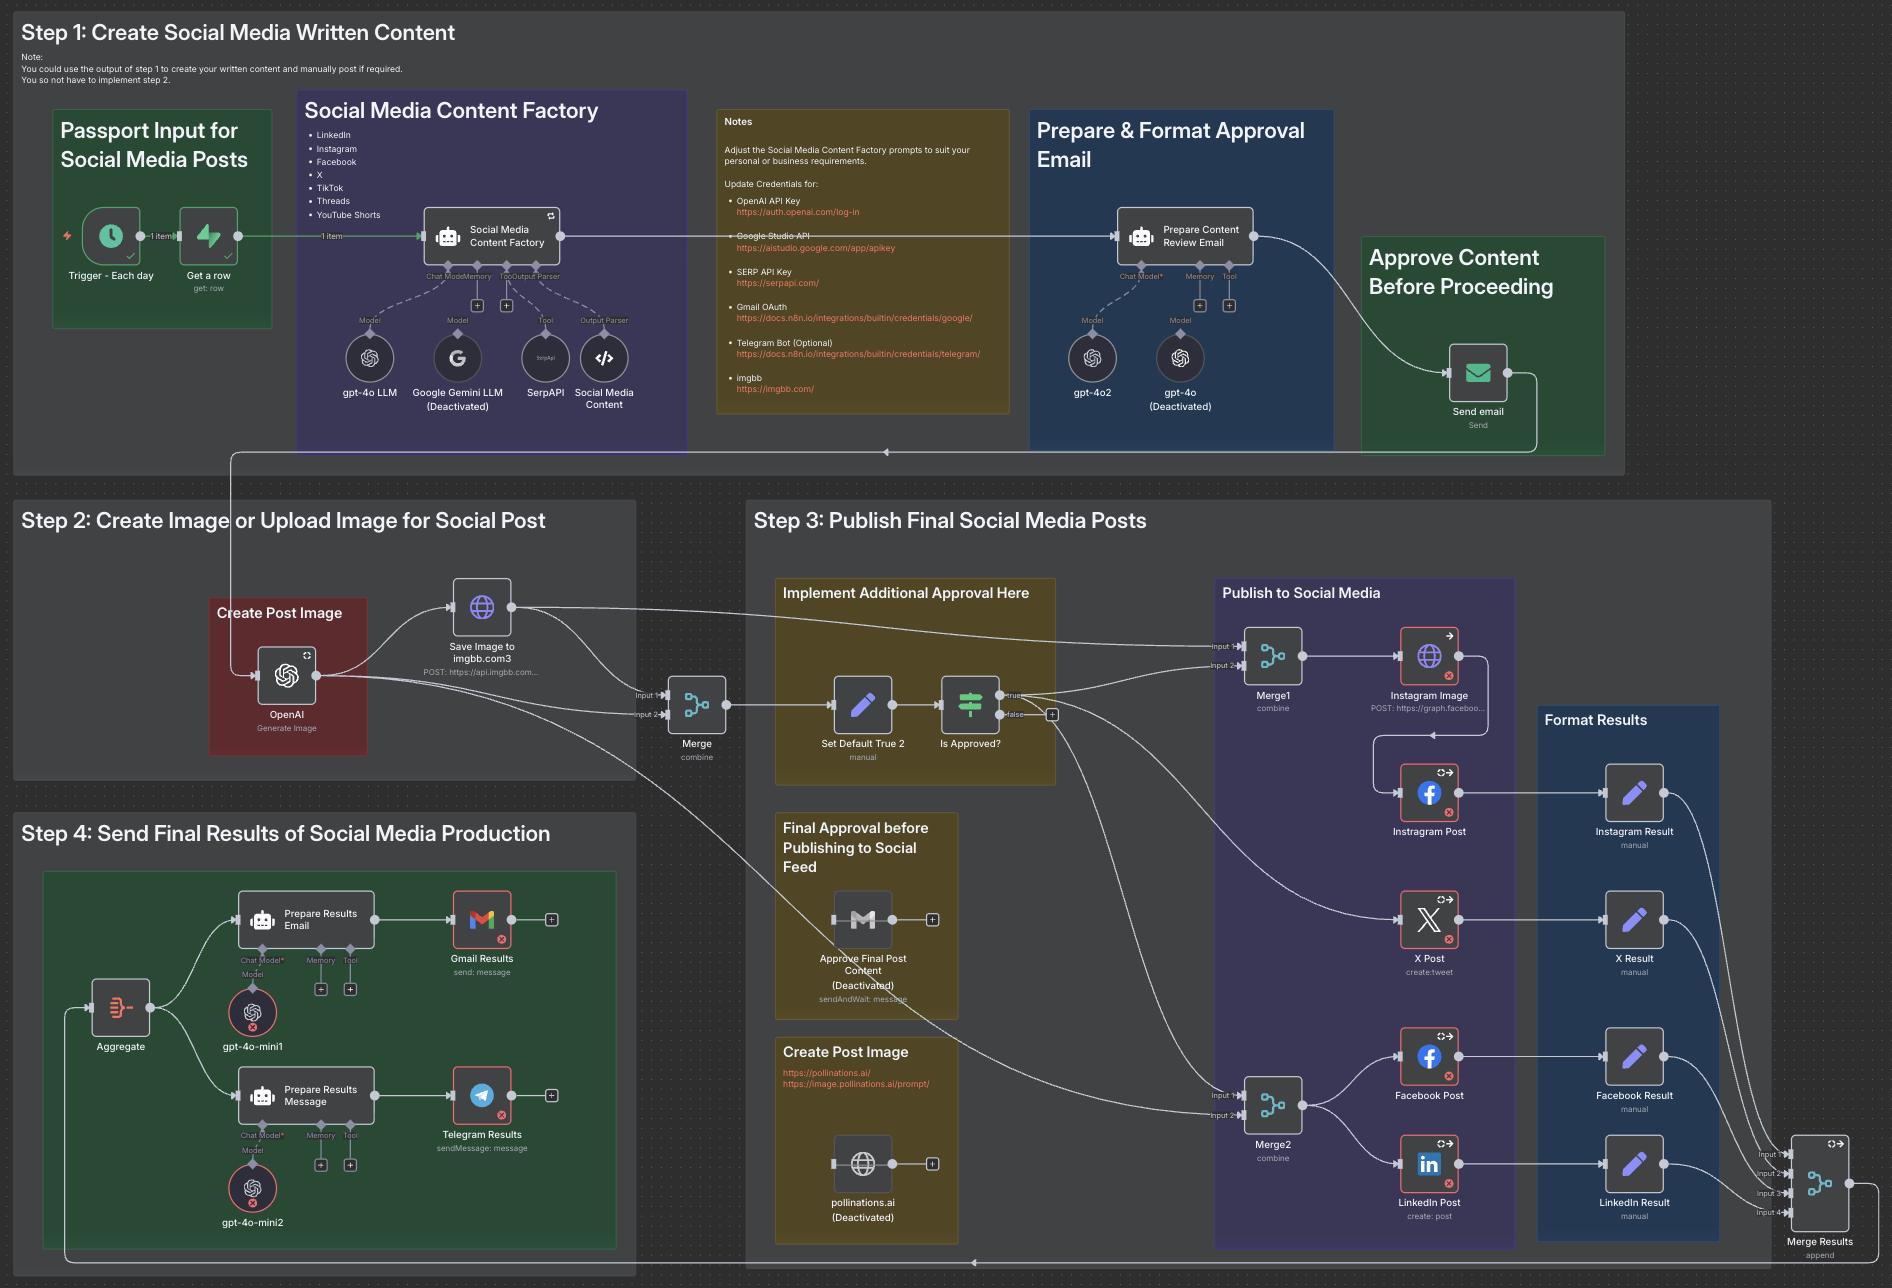 Step 1: Create Social Media Written Content
Note:
You could use the output of step 1 to create your written content and manually post if required.
You so not have to implement step 2.
Passport Input for
Social Media Posts
1 item
Trigger - Each day
Get a row
get: row
1 item
Social Media Content Factory
• LinkedIn
• Instagram
• Facebook
• X
• TikTok
• Threads
• YouTube Shorts
Social Media
Content Factory
Chat Model
Memory
Tool
Output Parser
Model
Model
Tool
Output Parser
SerpApi
gpt-4o LLM
Google Gemini LLM
(Deactivated)
SerpAPI
Social Media
Content
Notes
Adjust the Social Media Content Factory prompts to suit your
personal or business requirements.
Update Credentials for:
• OpenAI API Key
https://auth.openai.com/log-in
• Google Studio API
https://aistudio.google.com/app/apikey
• SERP API Key
https://serpapi.com/
• Gmail OAuth
https://docs.n8n.io/integrations/builtin/credentials/google/
• Telegram Bot (Optional)
https://docs.n8n.io/integrations/builtin/credentials/telegram/
• imgbb
https://imgbb.com/
Prepare & Format Approval
Email
Prepare Content
Review Email
Chat Model*
Memory
Tool
Model
Model
gpt-4o2
gpt-4o
(Deactivated)
Approve Content
Before Proceeding
Send email
Send
Step 2: Create Image or Upload Image for Social Post
Create Post Image
OpenAI
Generate Image
Save Image to
imgbb.com3
POST: https://api.imgbb.com...
Input 1
Input 2
Merge
combine
Step 3: Publish Final Social Media Posts
Implement Additional Approval Here
Set Default True 2
manual
true
false
Is Approved?
Final Approval before
Publishing to Social
Feed
Approve Final Post
Content
(Deactivated)
sendAndWait: message
Create Post Image
https://pollinations.ai/
https://image.pollinations.ai/prompt/
pollinations.ai
(Deactivated)
Publish to Social Media
Input 1
Input 2
Merge1
combine
Instagram Image
POST: https://graph.faceboo...
Instragram Post
X Post
create:tweet
Facebook Post
Input 1
Input 2
Merge2
combine
LinkedIn Post
create: post
Format Results
Instagram Result
manual
X Result
manual
Facebook Result
manual
LinkedIn Result
manual
Input 1
Input 2
Input 3
Input 4
Merge Results
append
Step 4: Send Final Results of Social Media Production
Aggregate
Prepare Results
Email
Chat Model*
Memory
Tool
Model
gpt-4o-mini1
Gmail Results
send: message
Prepare Results
Message
Chat Model*
Memory
Tool
Model
gpt-4o-mini2
Telegram Results
sendMessage: message